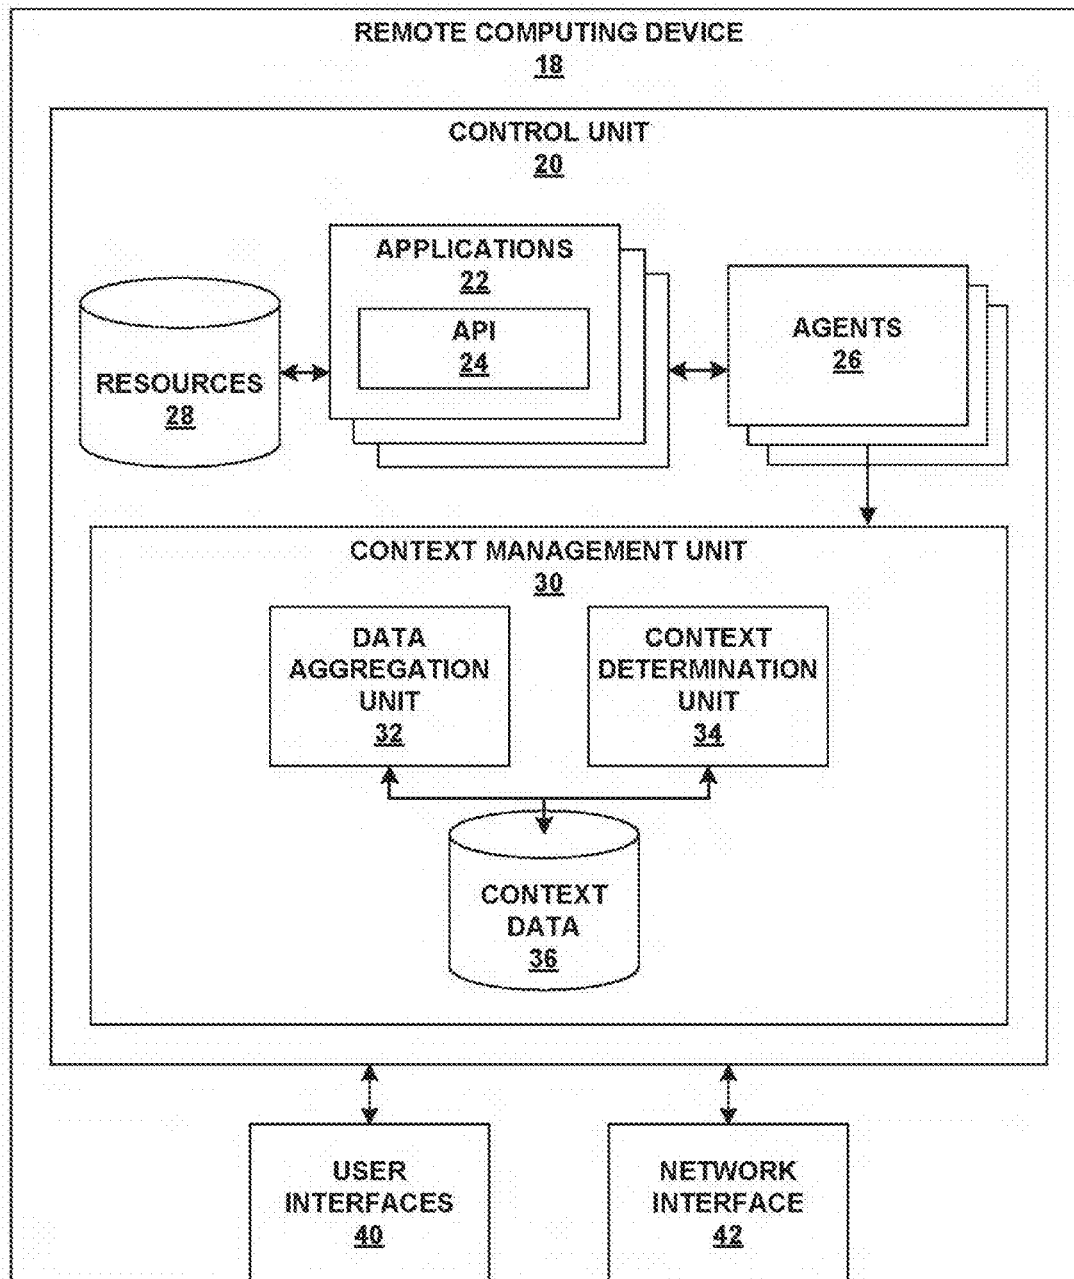 REMOTE COMPUTING DEVICE
18
CONTROL UNIT
20
APPLICATIONS
22
API
24
AGENTS
26
RESOURCES
28
CONTEXT MANAGEMENT UNIT
30
DATA
AGGREGATION
UNIT
32
CONTEXT
DETERMINATION
UNIT
34
CONTEXT
DATA
36
USER
INTERFACES
40
NETWORK
INTERFACE
42